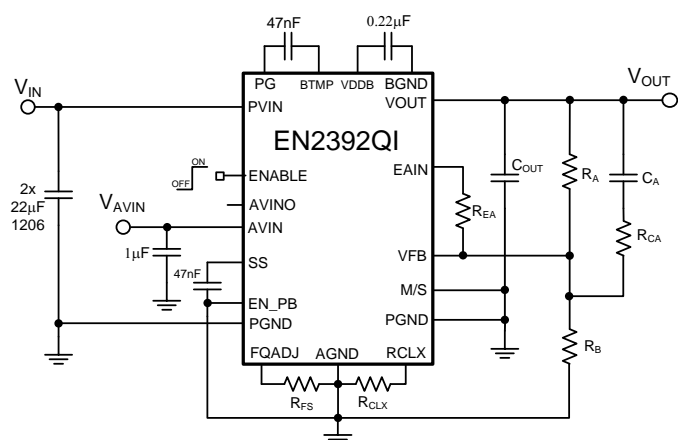 47nF
0.22µF
PG
BTMP
VDDB
BGND
V_IN
V_OUT
PVIN
VOUT
EN2392QI
ON
OFF
ENABLE
EAIN
C_OUT
R_A
C_A
2x
22µF
1206
V_AVIN
AVINO
AVIN
R_EA
R_CA
1µF
SS
VFB
47nF
EN_PB
M/S
PGND
PGND
R_B
FQADJ
AGND
RCLX
R_FS
R_CLX